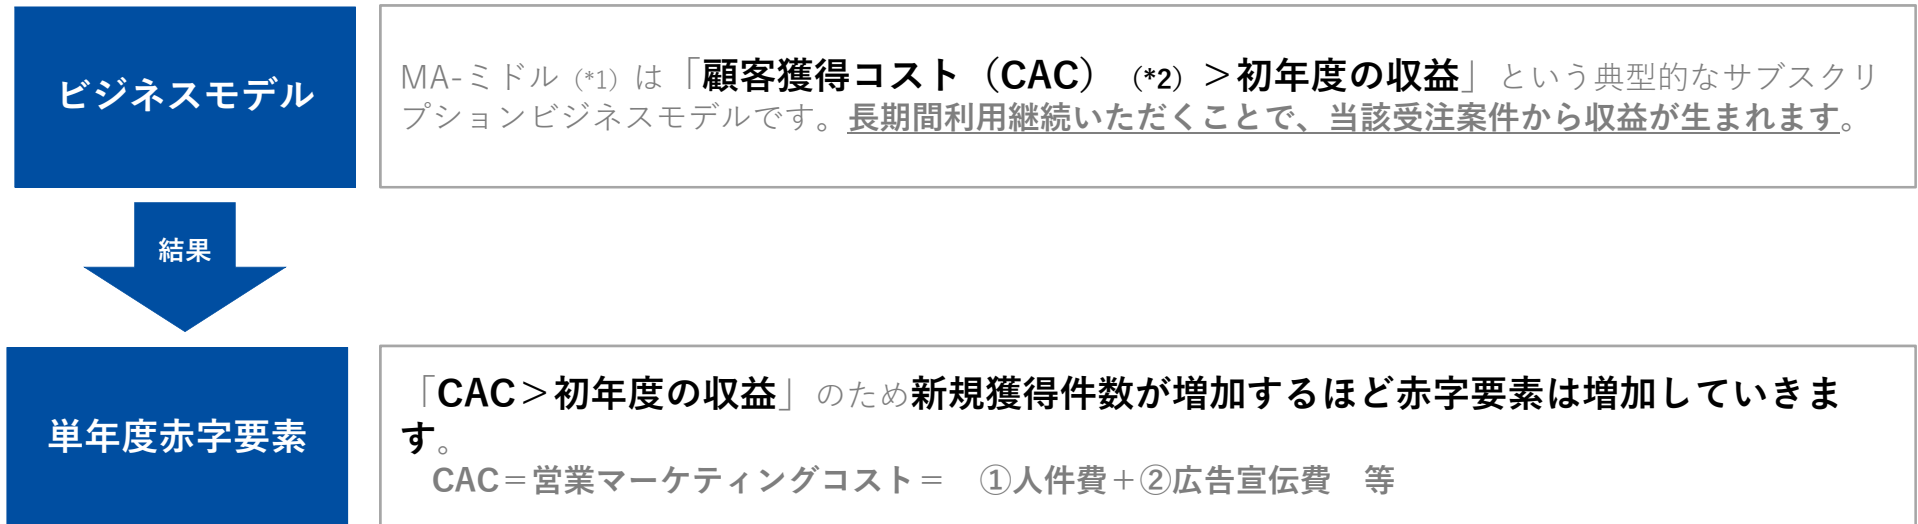 ビジネスモデル
MA-ミドル (*1) は「顧客獲得コスト（CAC） (*2) ＞初年度の収益」という典型的なサブスクリ
プションビジネスモデルです。長期間利用継続いただくことで、当該受注案件から収益が生まれます。
結果
単年度赤字要素
「CAC＞初年度の収益」のため新規獲得件数が増加するほど赤字要素は増加していきま
す。
CAC＝営業マーケティングコスト＝　①人件費＋②広告宣伝費　等